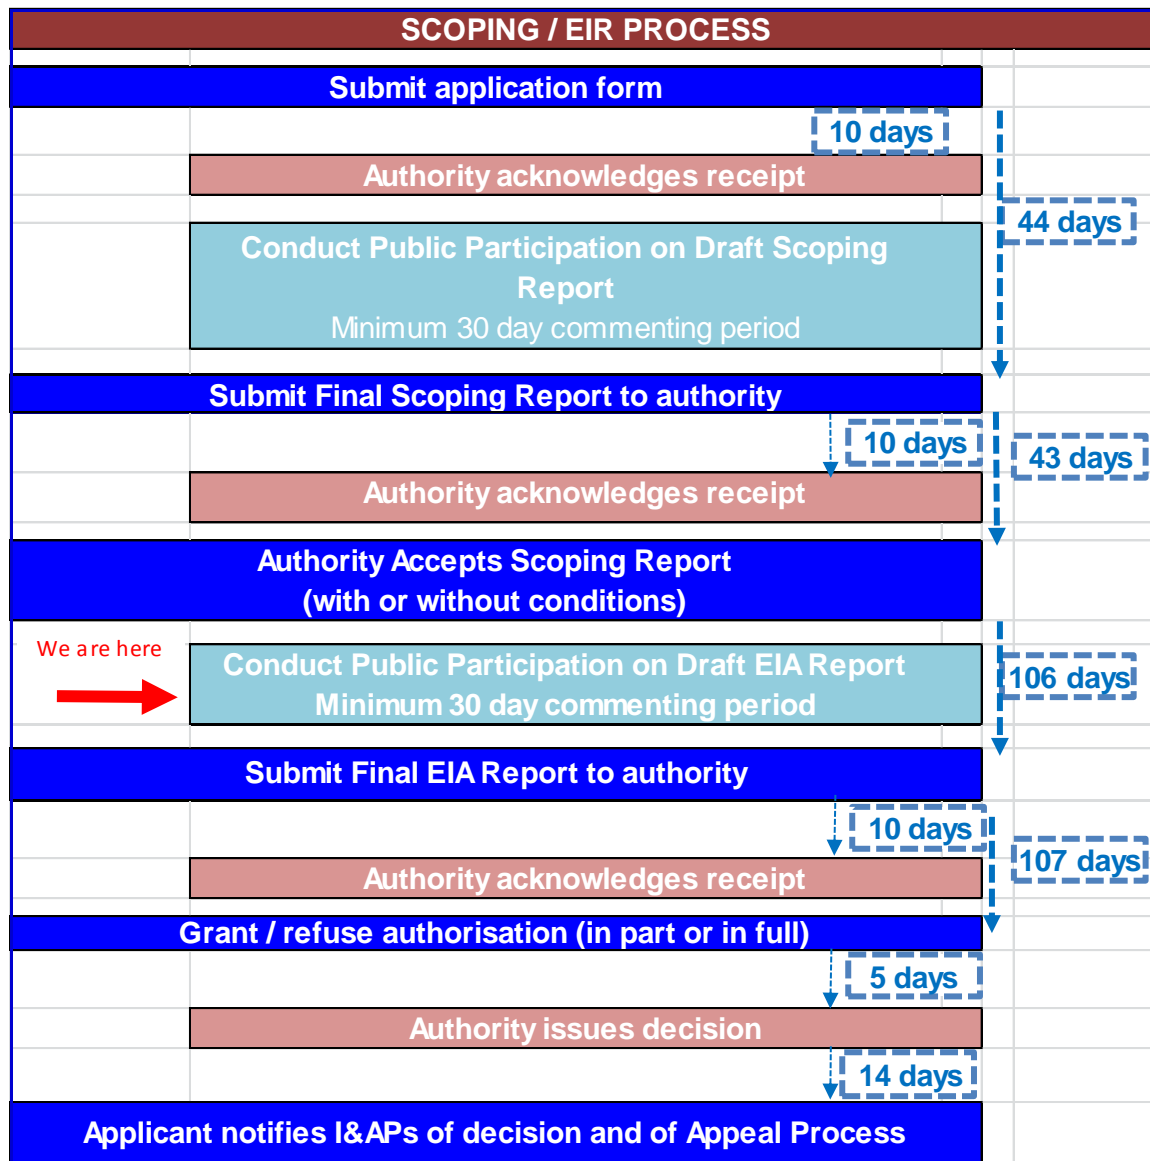 SCOPING / EIR PROCESS
Submit application form
10 days
Authority acknowledges receipt
44 days
Conduct Public Participation on Draft Scoping
Report
Minimum 30 day commenting period
Submit Final Scoping Report to authority
10 days
43 days
Authority acknowledges receipt
Authority Accepts Scoping Report
(with or without conditions)
We are here
Conduct Public Participation on Draft EIA Report
Minimum 30 day commenting period
106 days
Submit Final EIA Report to authority
10 days
107 days
Authority acknowledges receipt
Grant / refuse authorisation (in part or in full)
5 days
Authority issues decision
14 days
Applicant notifies I&APs of decision and of Appeal Process